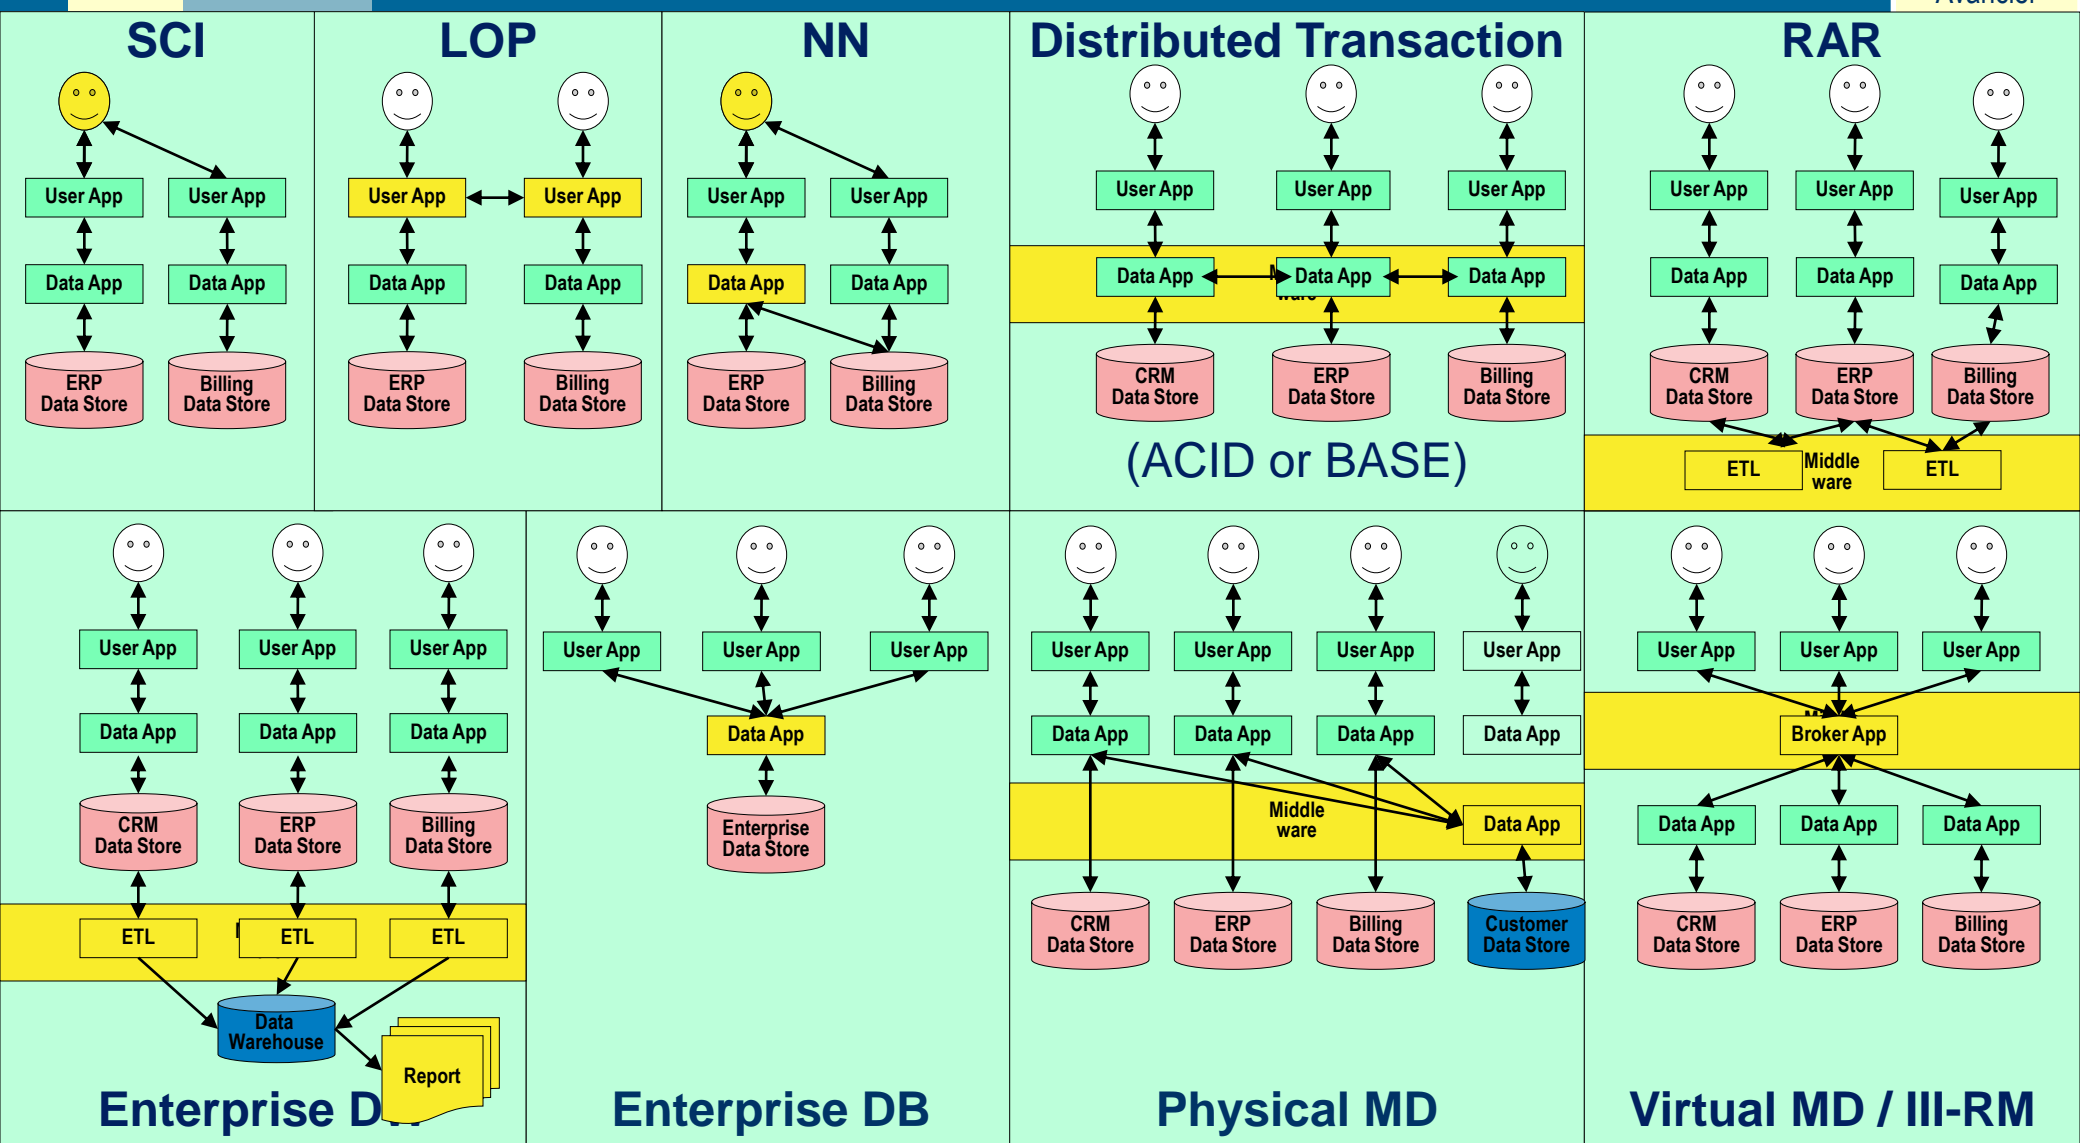 Avancier
SCI
LOP
NN
Distributed Transaction
RAR
User App
User App
User App
User App
User App
User App
User App
User App
User App
User App
User App
User App
Data App
Data App
Data App
Data App
Data App
Data App
Data App
Data App
Data App
Data App
Data App
Data App
ware
ERP
Data Store
Billing
Data Store
ERP
Data Store
Billing
Data Store
ERP
Data Store
Billing
Data Store
CRM
Data Store
ERP
Data Store
Billing
Data Store
CRM
Data Store
ERP
Data Store
Billing
Data Store
(ACID or BASE)
ETL
Middle
ware
ETL
User App
User App
User App
User App
User App
User App
User App
User App
User App
User App
User App
User App
User App
Data App
Data App
Data App
Data App
Data App
Data App
Data App
Data App
Broker App
CRM
Data Store
ERP
Data Store
Billing
Data Store
Enterprise
Data Store
Middle
ware
Data App
Data App
Data App
Data App
ETL
ETL
ETL
CRM
Data Store
ERP
Data Store
Billing
Data Store
Customer
Data Store
CRM
Data Store
ERP
Data Store
Billing
Data Store
Data
Warehouse
Report
Enterprise
Enterprise DB
Physical MD
Virtual MD / III-RM